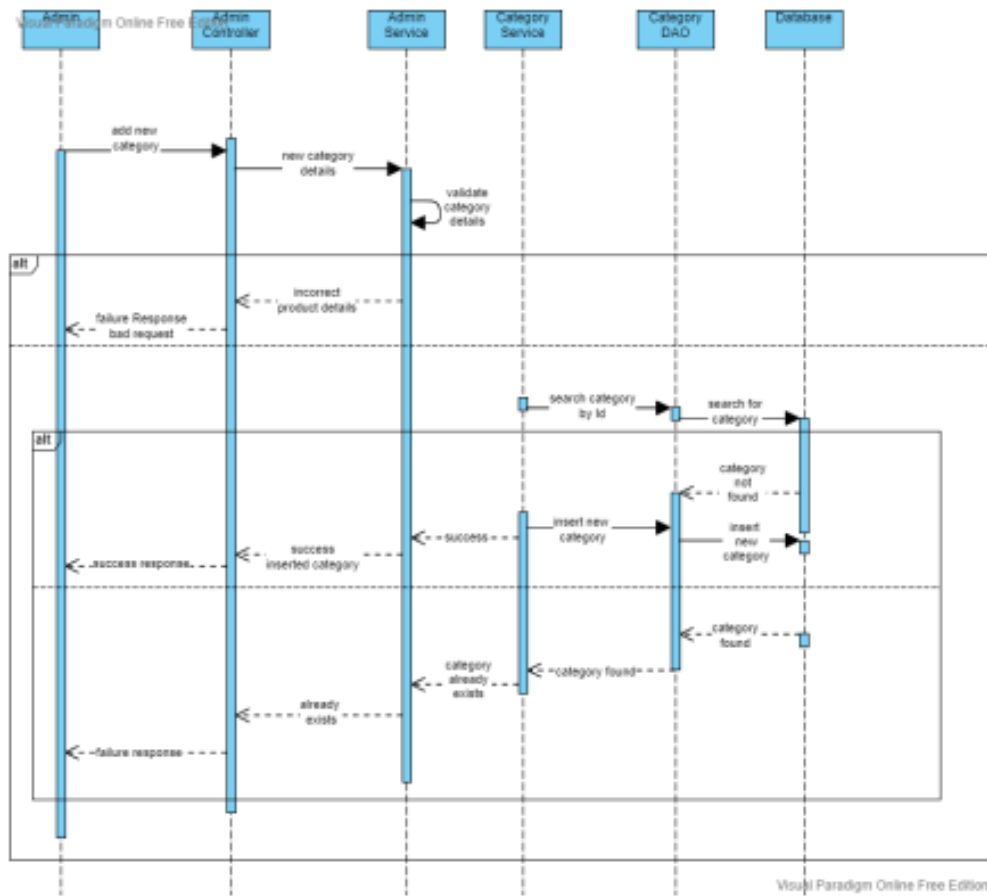 Visual Paradigm Online Free Edition
Admin
Admin
Controller
Admin
Service
Category
Service
Category
DAO
Database
add new
category
new category
details
validate
category
details
alt
incorrect
product details
failure Response
bad request
search category
by Id
search for
category
alt
category
not
found
insert new
category
insert
new
category
success
success
inserted category
success response
category
found
category found
category
already
exists
already
exists
failure response
Visual Paradigm Online Free Edition